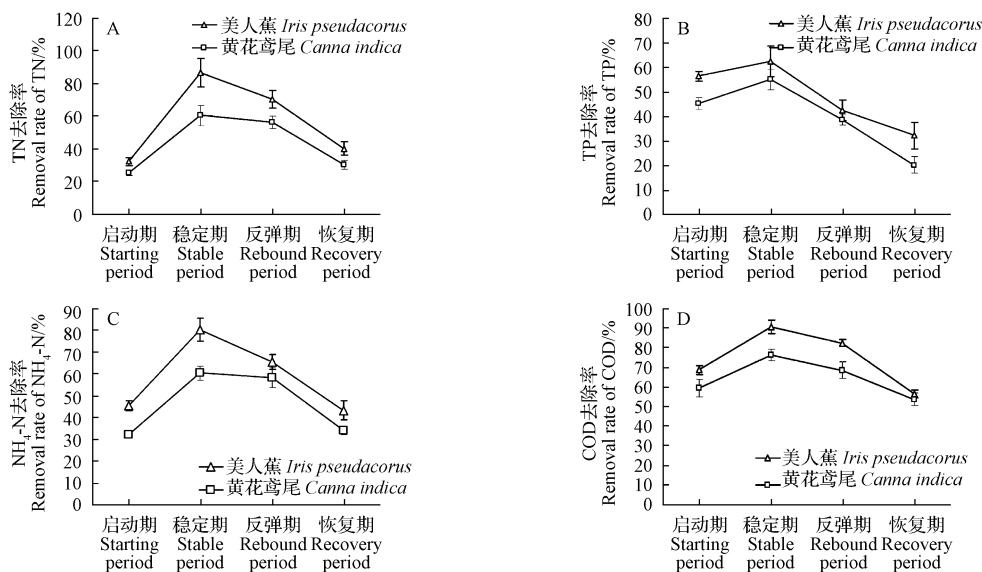 A
美人蕉 Iris pseudacorus
黄花鸢尾 Canna indica
TN去除率
Removal rate of TN/%
120
100
80
60
40
20
0
启动期 稳定期 反弹期 恢复期
Starting Stable Rebound Recovery
period period period period
B
美人蕉 Iris pseudacorus
黄花鸢尾 Canna indica
TP去除率
Removal rate of TP/%
80
70
60
50
40
30
20
10
0
启动期 稳定期 反弹期 恢复期
Starting Stable Rebound Recovery
period period period period
C
NH4-N去除率
Removal rate of NH4-N/%
90
80
70
60
50
40
30
20
10
0
美人蕉 Iris pseudacorus
黄花鸢尾 Canna indica
启动期 稳定期 反弹期 恢复期
Starting Stable Rebound Recovery
period period period period
D
COD去除率
Removal rate of COD/%
100
90
80
70
60
50
40
30
20
10
0
美人蕉 Iris pseudacorus
黄花鸢尾 Canna indica
启动期 稳定期 反弹期 恢复期
Starting Stable Rebound Recovery
period period period period